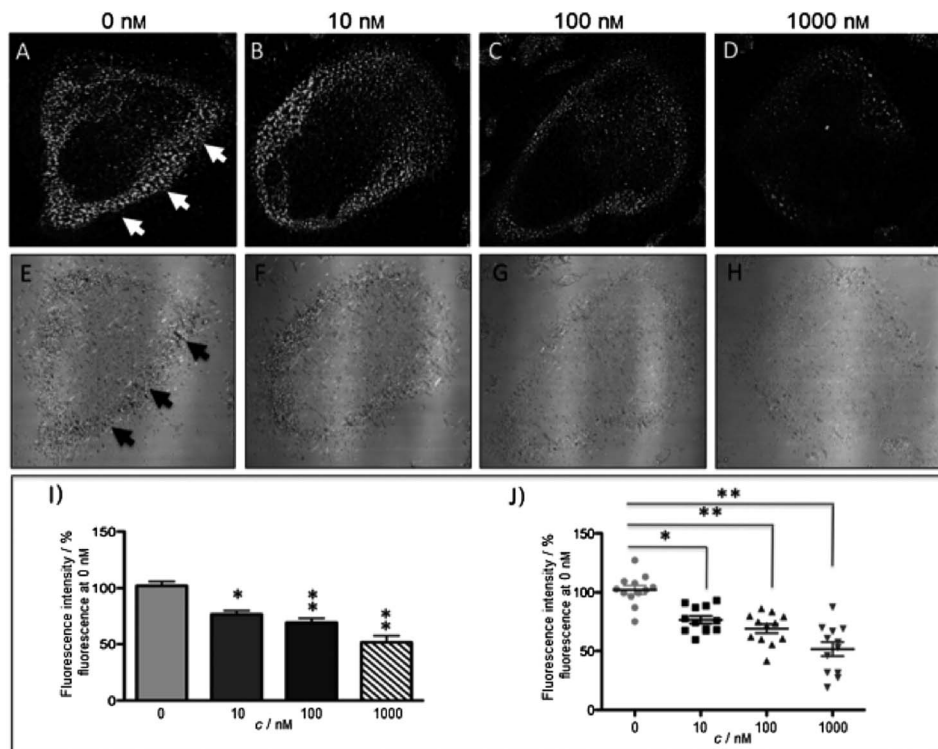 0 nM 10 nM 100 nM 1000 nM
A B C D
E F G H
I)
Fluorescence intensity / %
fluorescence at 0 nM
150
100
50
0
*
**
**
0 10 100 1000
c / nM
J)
Fluorescence intensity / %
fluorescence at 0 nM
150
100
50
0
**
**
*
0 10 100 1000
c / nM